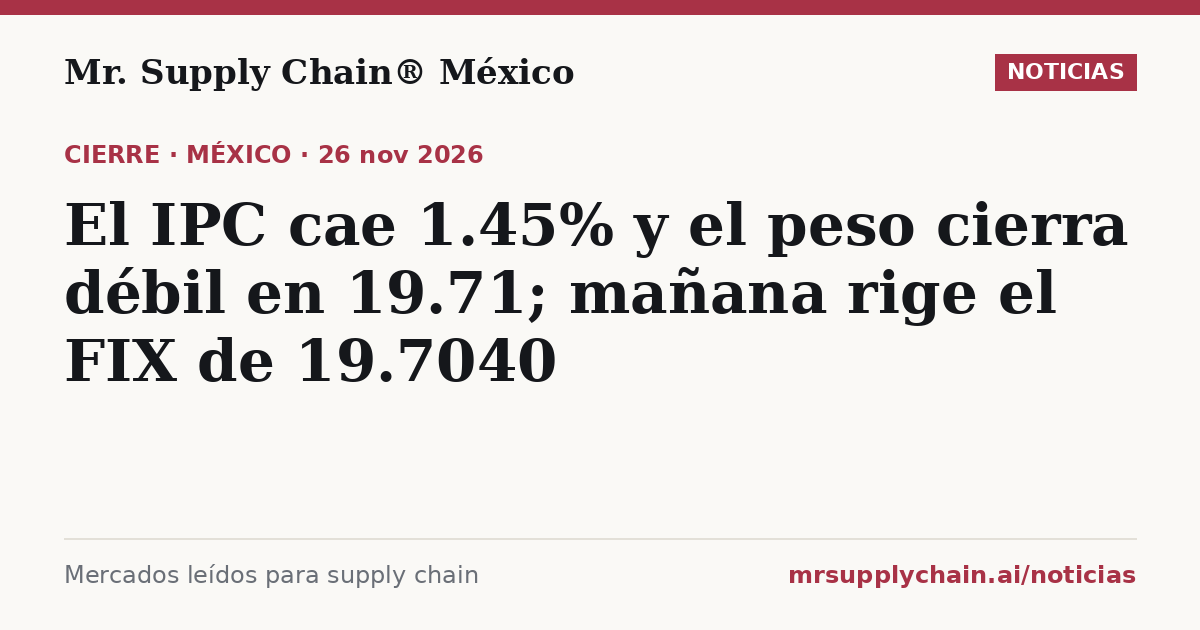 Mr. Supply Chain® México
NOTICIAS
CIERRE · MÉXICO · 26 nov 2026
El IPC cae 1.45% y el peso cierra
débil en 19.71; mañana rige el
FIX de 19.7040
Mercados leídos para supply chain
mrsupplychain.ai/noticias